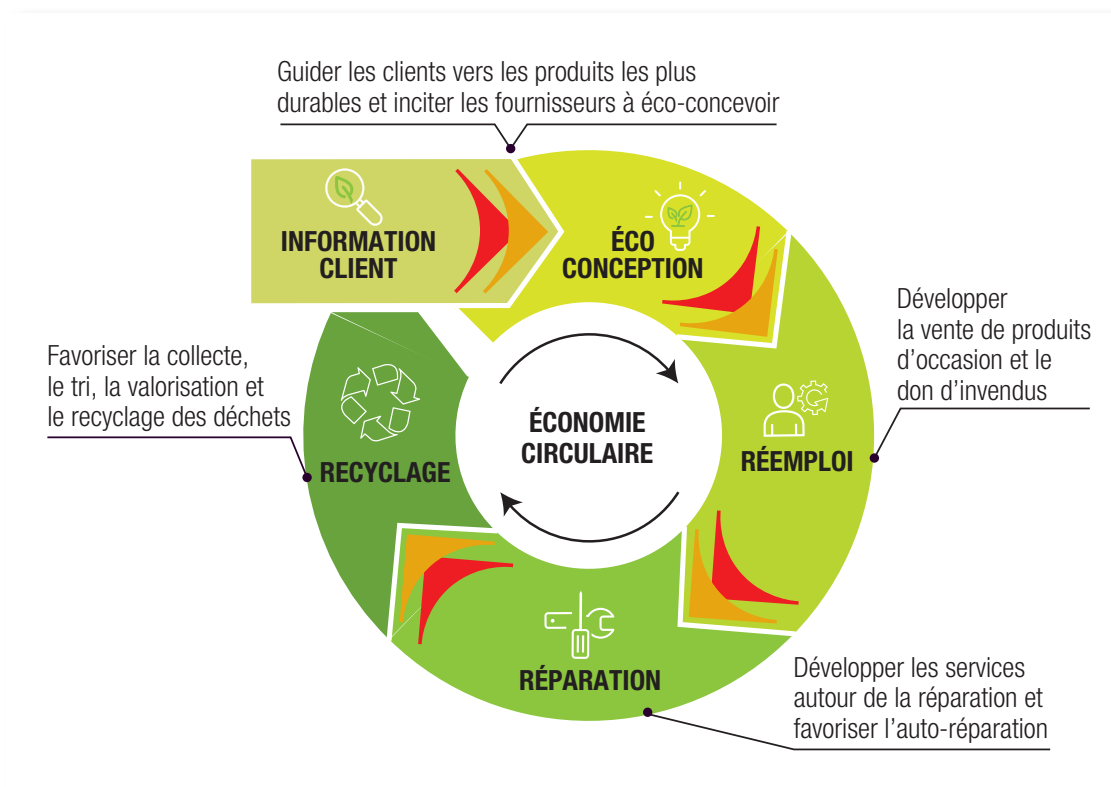 Guider les clients vers les produits les plus
durables et inciter les fournisseurs à éco-concevoir
INFORMATION
CLIENT
ÉCO
CONCEPTION
Développer
la vente de produits
d’occasion et le
don d’invendus
Favoriser la collecte,
le tri, la valorisation et
le recyclage des déchets
ÉCONOMIE
CIRCULAIRE
RÉEMPLOI
RECYCLAGE
RÉPARATION
Développer les services
autour de la réparation et
favoriser l’auto-réparation